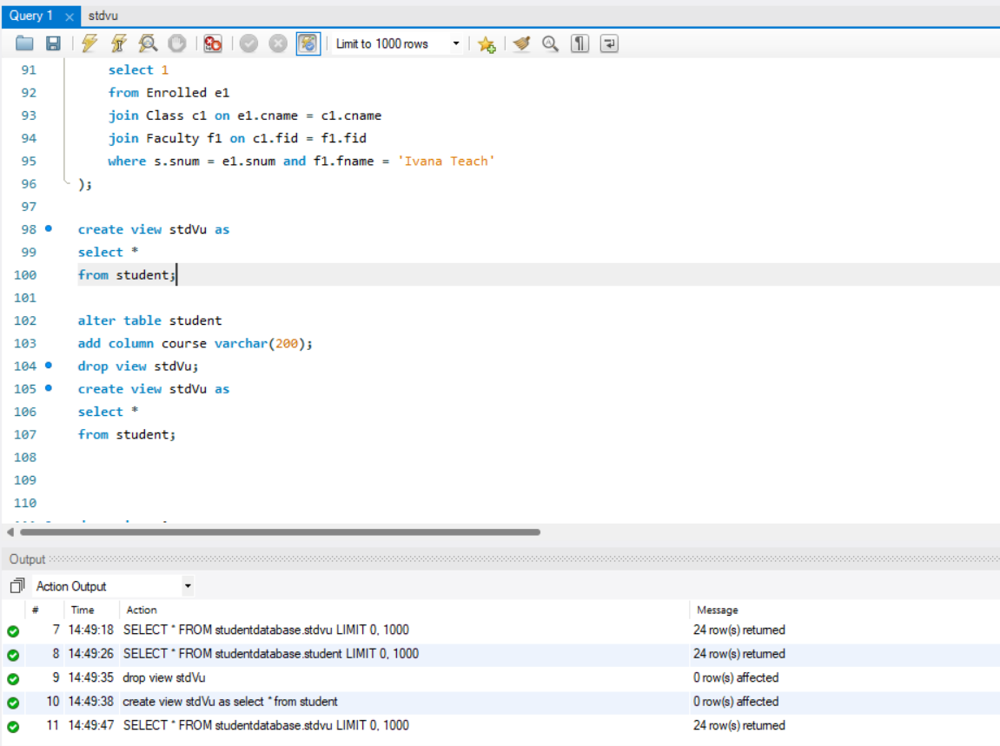 Query 1 × stdvu
Limit to 1000 rows
91 select 1
92 from Enrolled e1
93 join Class c1 on e1.cname = c1.cname
94 join Faculty f1 on c1.fid = f1.fid
95 where s.snum = e1.snum and f1.fname = 'Ivana Teach'
96 );
97
98 create view stdVu as
99 select *
100 from student;
101
102 alter table student
103 add column course varchar(200);
104 drop view stdVu;
105 create view stdVu as
106 select *
107 from student;
108
109
110
Output
Action Output
# Time Action Message
7 14:49:18 SELECT * FROM studentdatabase.stdvu LIMIT 0, 1000 24 row(s) returned
8 14:49:26 SELECT * FROM studentdatabase.student LIMIT 0, 1000 24 row(s) returned
9 14:49:35 drop view stdVu 0 row(s) affected
10 14:49:38 create view stdVu as select * from student 0 row(s) affected
11 14:49:47 SELECT * FROM studentdatabase.stdvu LIMIT 0, 1000 24 row(s) returned